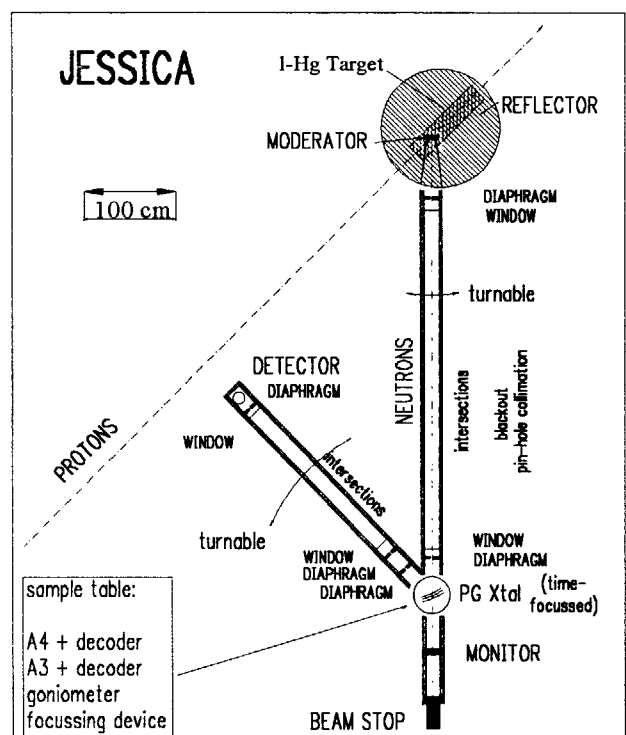 JESSICA
l-Hg Target
REFLECTOR
MODERATOR
100 cm
DIAPHRAGM
WINDOW
turnable
NEUTRONS
intersections
blackout
pin-hole collimation
DETECTOR
DIAPHRAGM
WINDOW
PROTONS
intersections
turnable
WINDOW
DIAPHRAGM
DIAPHRAGM
WINDOW
DIAPHRAGM
PG Xtal (time-
focussed)
sample table:
A4 + decoder
A3 + decoder
goniometer
focussing device
MONITOR
BEAM STOP